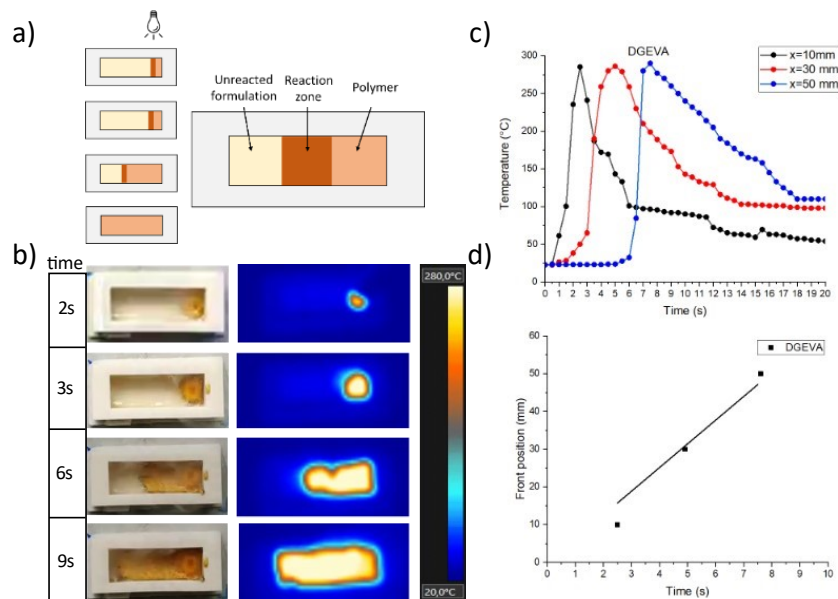 a)
Unreacted
formulation
Reaction
zone
Polymer
b)
time
2s
3s
6s
9s
280,0°C
20,0°C
c)
DGEVA
x=10mm
x=30 mm
x=50 mm
Temperature (°C)
300
250
200
150
100
50
0
0 1 2 3 4 5 6 7 8 9 10 11 12 13 14 15 16 17 18 19 20
Time (s)
d)
DGEVA
Front position (mm)
60
50
40
30
20
10
0
0 1 2 3 4 5 6 7 8 9 10
Time (s)